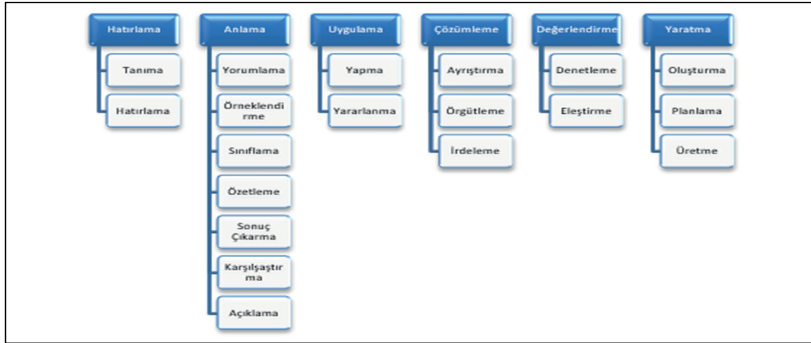 Hatırlama
Tanıma
Hatırlama
Anlama
Yorumlama
Örneklendi
rme
Sınıflama
Özetleme
Sonuç
Çıkarma
Karşılşaştır
ma
Açıklama
Uygulama
Yapma
Yararlanma
Çözümleme
Ayrıştırma
Örgütleme
İrdeleme
Değerlendirme
Denetleme
Eleştirme
Yaratma
Oluşturma
Planlama
Üretme